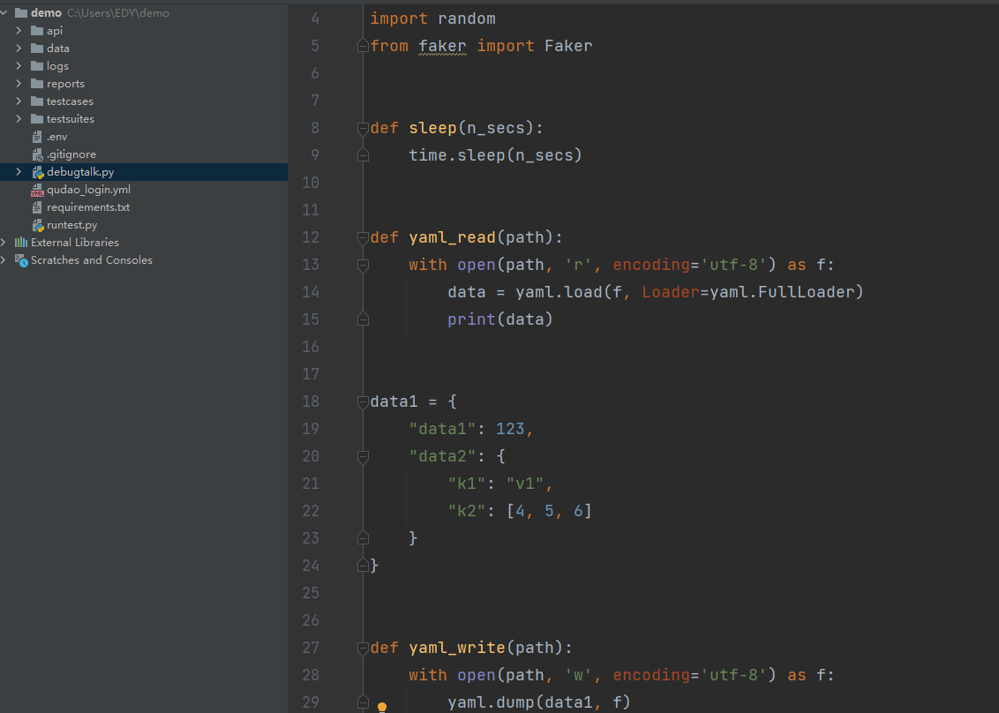 demo C:\Users\EDY\demo
api
data
logs
reports
testcases
testsuites
.env
.gitignore
debugtalk.py
qudao_login.yml
requirements.txt
runtest.py
External Libraries
Scratches and Consoles
4 import random
5 from faker import Faker
6
7
8 def sleep(n_secs):
9     time.sleep(n_secs)
10
11
12 def yaml_read(path):
13     with open(path, 'r', encoding='utf-8') as f:
14         data = yaml.load(f, Loader=yaml.FullLoader)
15         print(data)
16
17
18 data1 = {
19     "data1": 123,
20     "data2": {
21         "k1": "v1",
22         "k2": [4, 5, 6]
23     }
24 }
25
26
27 def yaml_write(path):
28     with open(path, 'w', encoding='utf-8') as f:
29         yaml.dump(data1, f)